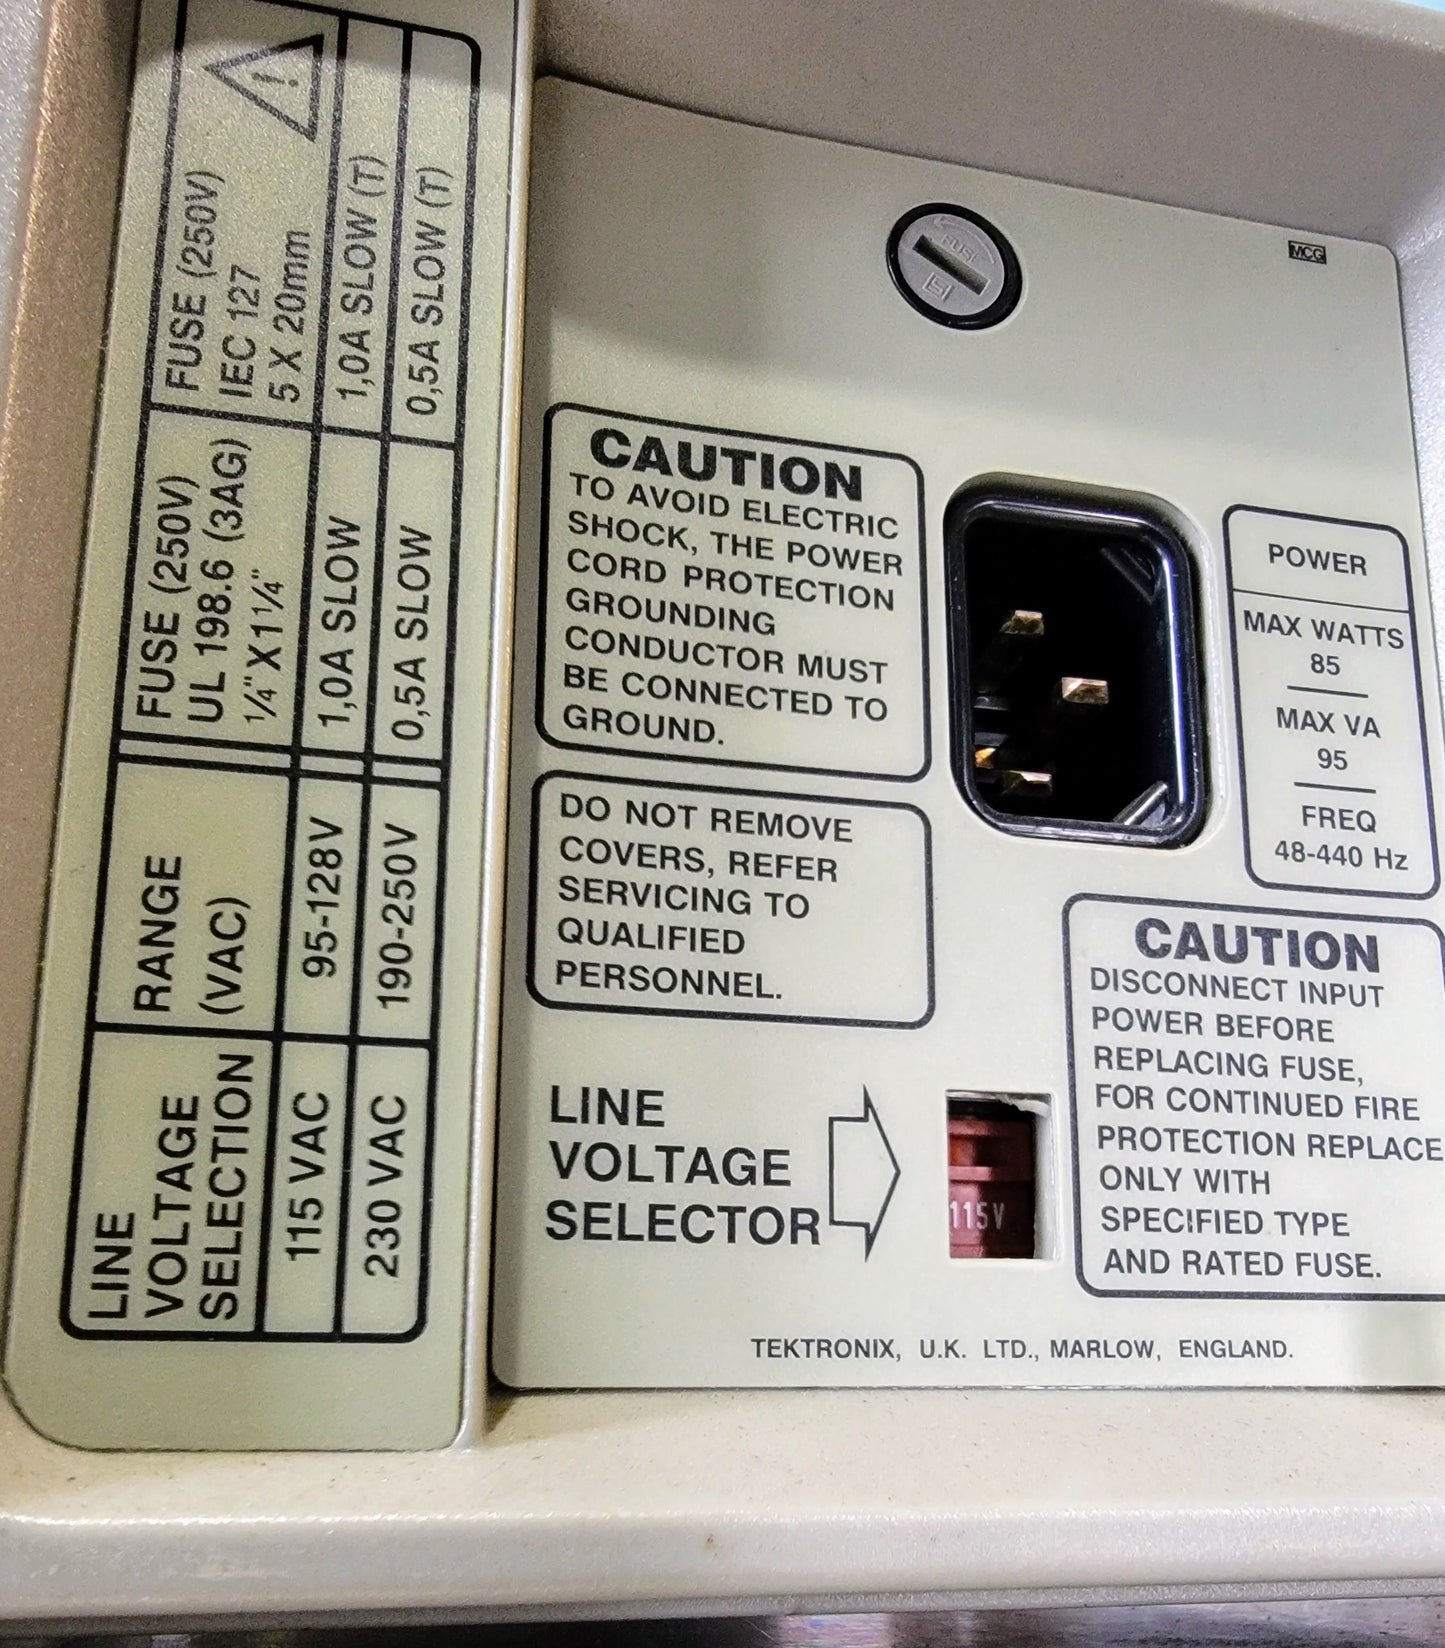 LINE
VOLTAGE
SELECTION
RANGE
(VAC)
FUSE (250V)
UL 198.6 (3AG)
¼" X 1¼"
FUSE (250V)
IEC 127
5 X 20mm
!
115 VAC
95-128V
1,0A SLOW
1,0A SLOW (T)
230 VAC
190-250V
0,5A SLOW
0,5A SLOW (T)
FUSE
MCG
CAUTION
TO AVOID ELECTRIC
SHOCK, THE POWER
CORD PROTECTION
GROUNDING
CONDUCTOR MUST
BE CONNECTED TO
GROUND.
DO NOT REMOVE
COVERS, REFER
SERVICING TO
QUALIFIED
PERSONNEL.
POWER
MAX WATTS
85
MAX VA
95
FREQ
48-440 Hz
LINE
VOLTAGE
SELECTOR
115V
CAUTION
DISCONNECT INPUT
POWER BEFORE
REPLACING FUSE,
FOR CONTINUED FIRE
PROTECTION REPLACE
ONLY WITH
SPECIFIED TYPE
AND RATED FUSE.
TEKTRONIX, U.K. LTD., MARLOW, ENGLAND.